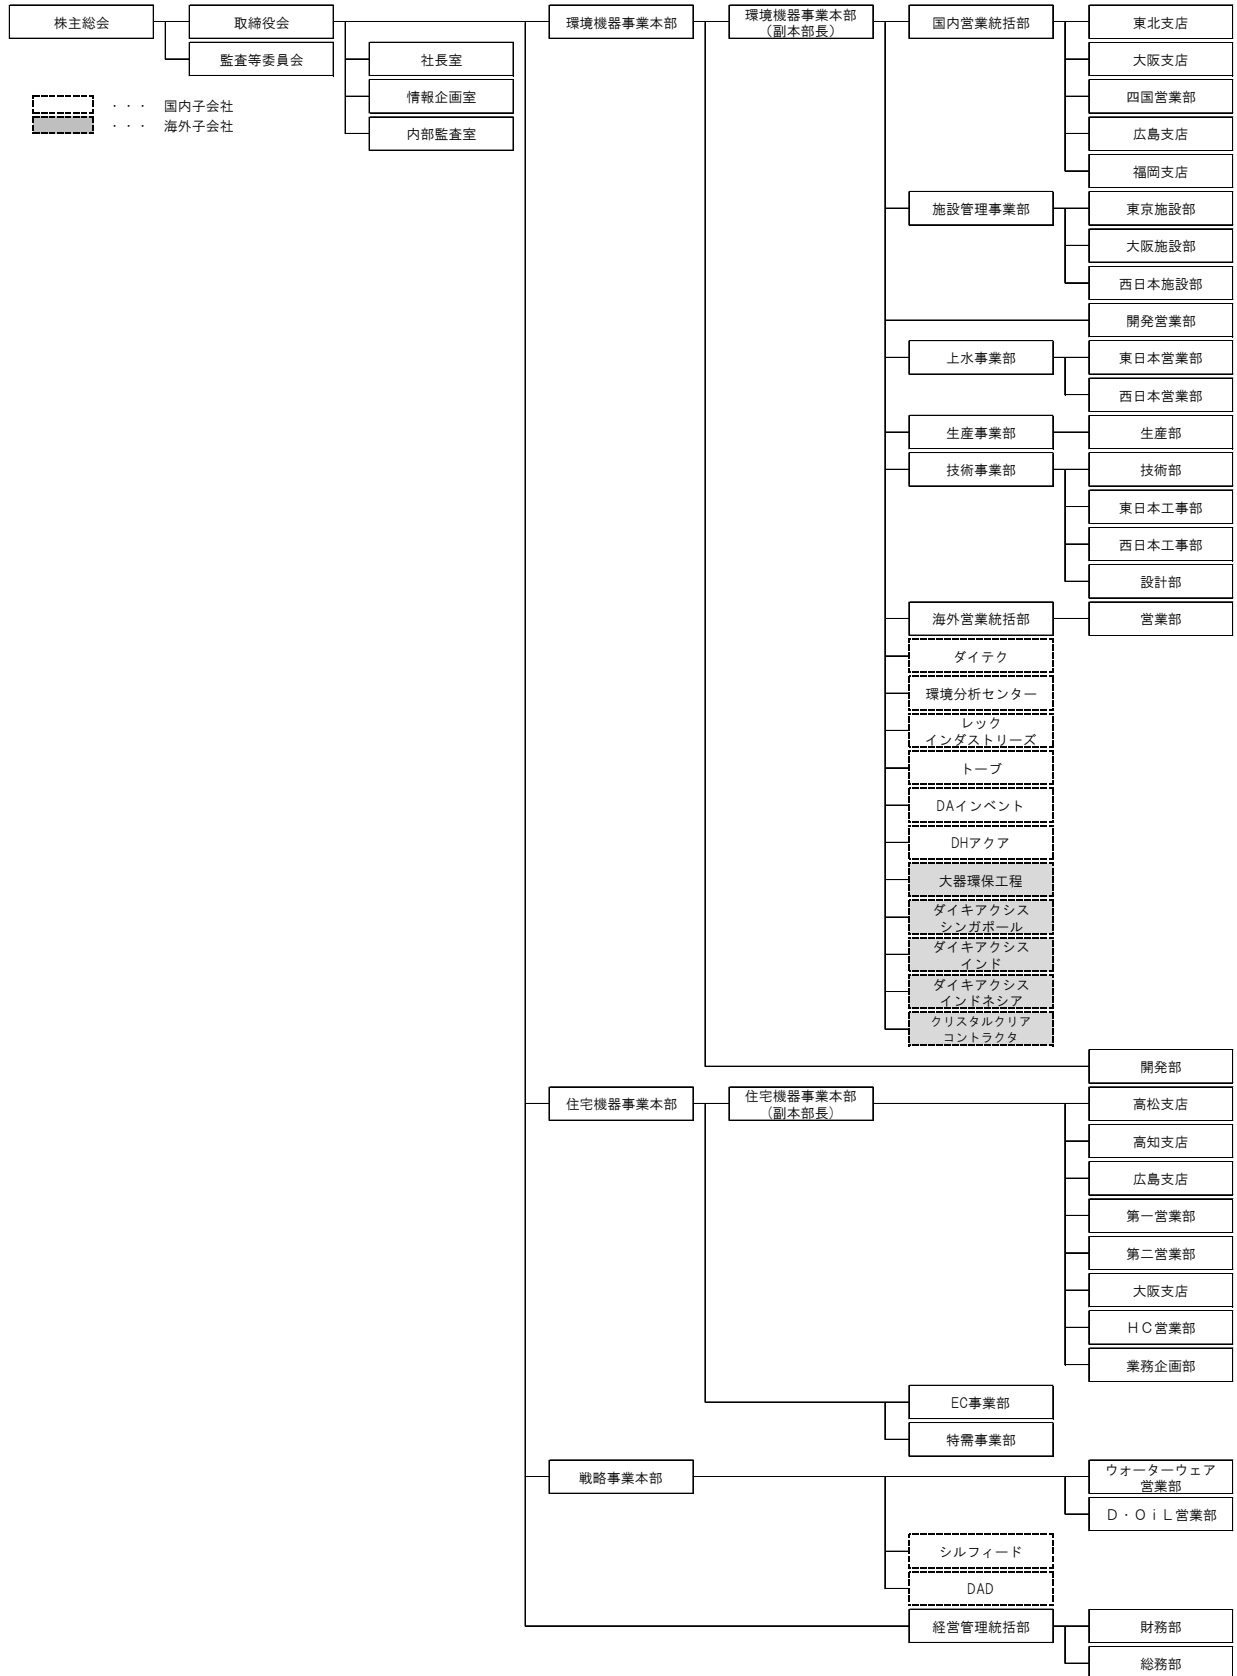 株主総会
取締役会
環境機器事業本部
環境機器事業本部
(副本部長)
国内営業統括部
東北支店
監査等委員会
社長室
大阪支店
・・・ 国内子会社
情報企画室
四国営業部
・・・ 海外子会社
内部監査室
広島支店
福岡支店
施設管理事業部
東京施設部
大阪施設部
西日本施設部
開発営業部
上水事業部
東日本営業部
西日本営業部
生産事業部
生産部
技術事業部
技術部
東日本工事部
西日本工事部
設計部
海外営業統括部
営業部
ダイテク
環境分析センター
レック
インダストリーズ
トーブ
DAインベント
DHアクア
大器環保工程
ダイキアクシス
シンガポール
ダイキアクシス
インド
ダイキアクシス
インドネシア
クリスタルクリア
コントラクタ
開発部
住宅機器事業本部
住宅機器事業本部
(副本部長)
高松支店
高知支店
広島支店
第一営業部
第二営業部
大阪支店
HC営業部
業務企画部
EC事業部
特需事業部
戦略事業本部
ウォーターウェア
営業部
D・OiL営業部
シルフィード
DAD
経営管理統括部
財務部
総務部